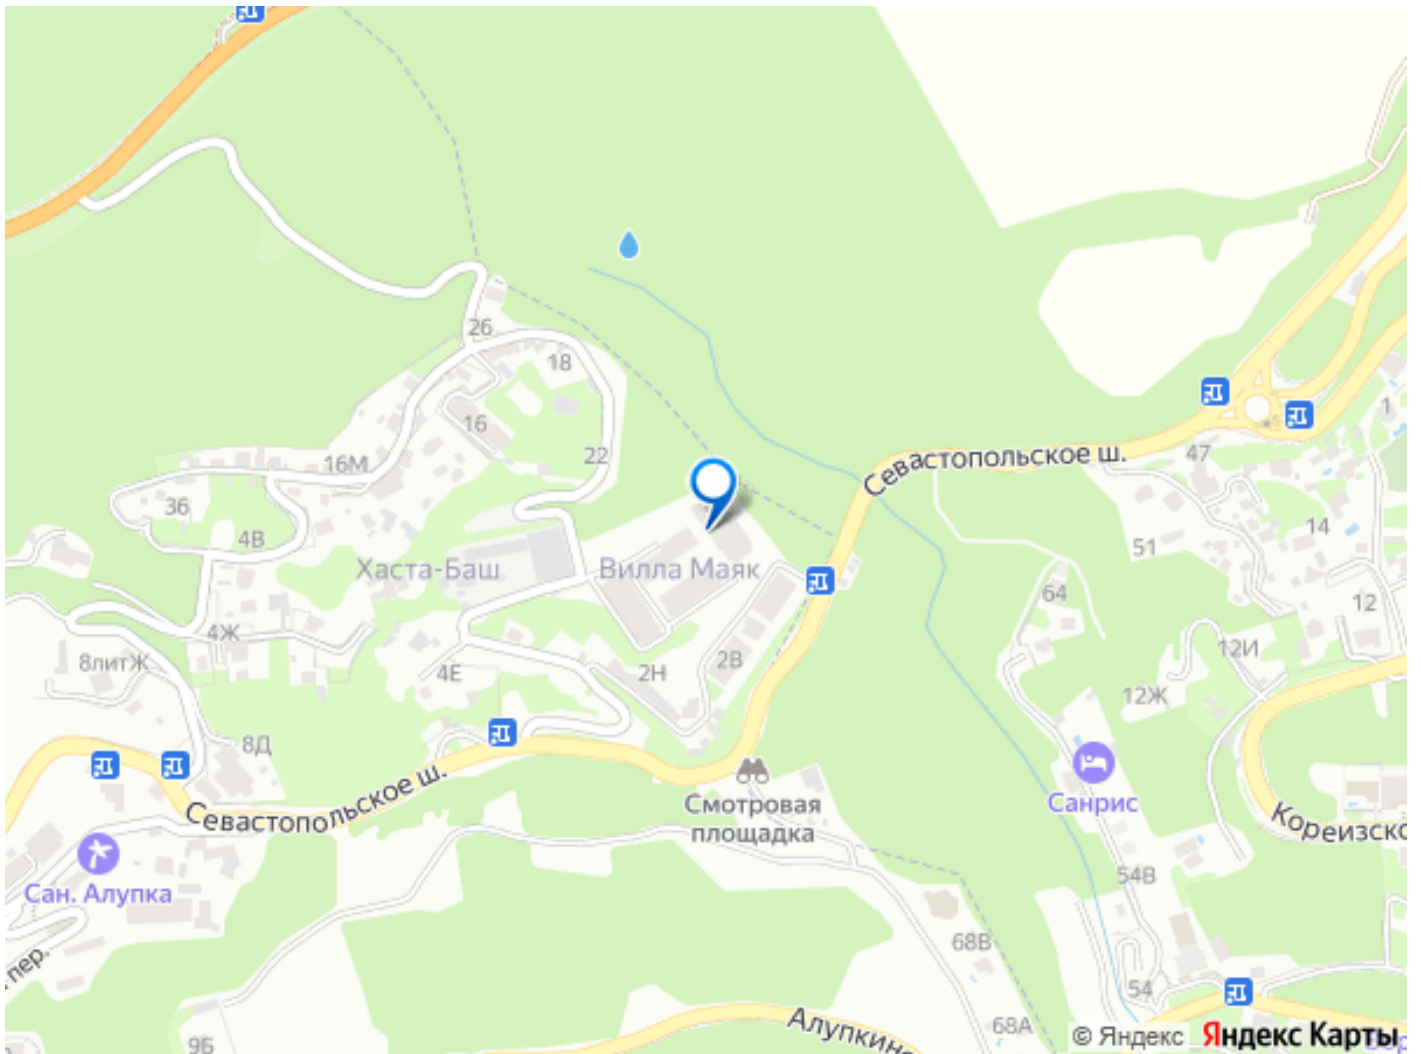 26
18
16
Севастопольское ш.
1
16М
22
47
36
14
4В
51
Хаста-Баш
Вилла Маяк
64
12
4Ж
12И
8литЖ
4Е
2Н
2В
12Ж
8Д
Севастопольское ш.
Смотровая
площадка
Санрис
Кореизско
54В
Сан. Алупка
68В
пер.
54
9Б
Алупкинс
68А
© Яндекс
Яндекс Карты